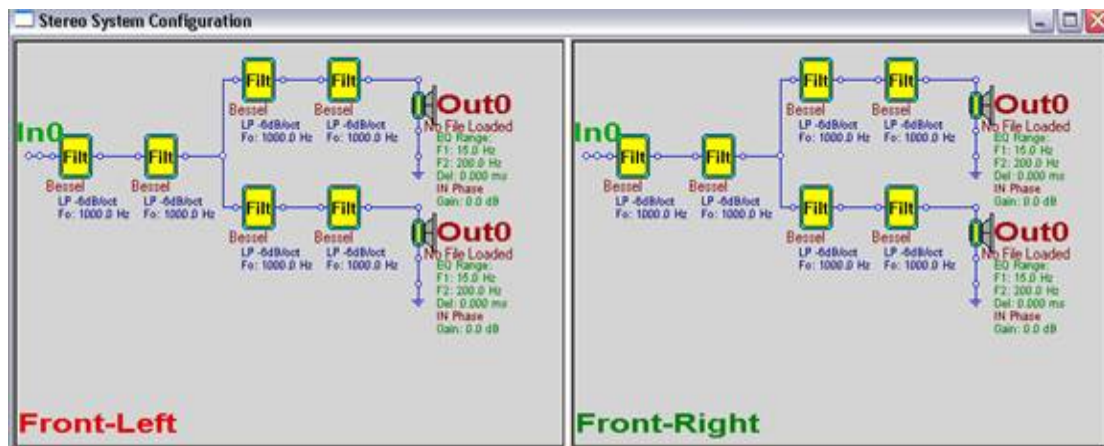 Stereo System Configuration
In0
Filt
Bessel
LP -6dB/oct
Fo: 1000.0 Hz
Filt
Bessel
LP -6dB/oct
Fo: 1000.0 Hz
Filt
Bessel
LP -6dB/oct
Fo: 1000.0 Hz
Filt
Bessel
LP -6dB/oct
Fo: 1000.0 Hz
Out0
No File Loaded
EQ Range:
F1: 15.0 Hz
F2: 200.0 Hz
Del: 0.000 ms
IN Phase
Gain: 0.0 dB
Filt
Bessel
LP -6dB/oct
Fo: 1000.0 Hz
Filt
Bessel
LP -6dB/oct
Fo: 1000.0 Hz
Out0
No File Loaded
EQ Range:
F1: 15.0 Hz
F2: 200.0 Hz
Del: 0.000 ms
IN Phase
Gain: 0.0 dB
Front-Left
In0
Filt
Bessel
LP -6dB/oct
Fo: 1000.0 Hz
Filt
Bessel
LP -6dB/oct
Fo: 1000.0 Hz
Filt
Bessel
LP -6dB/oct
Fo: 1000.0 Hz
Filt
Bessel
LP -6dB/oct
Fo: 1000.0 Hz
Out0
No File Loaded
EQ Range:
F1: 15.0 Hz
F2: 200.0 Hz
Del: 0.000 ms
IN Phase
Gain: 0.0 dB
Filt
Bessel
LP -6dB/oct
Fo: 1000.0 Hz
Filt
Bessel
LP -6dB/oct
Fo: 1000.0 Hz
Out0
No File Loaded
EQ Range:
F1: 15.0 Hz
F2: 200.0 Hz
Del: 0.000 ms
IN Phase
Gain: 0.0 dB
Front-Right